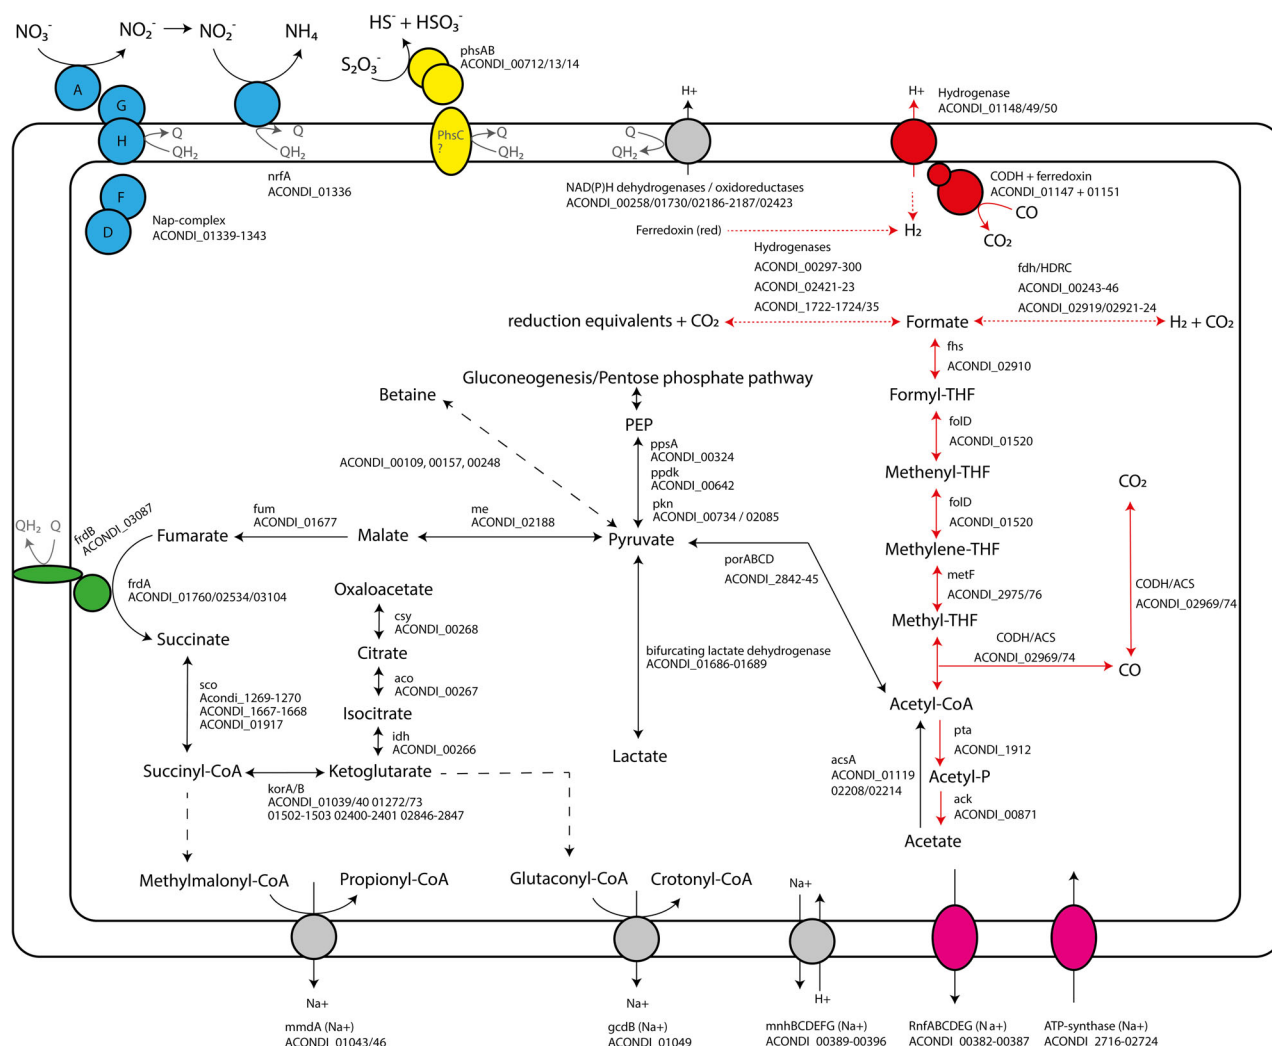 NO₃⁻
NO₂⁻
NO₂⁻
NH₄
HS⁻ + HSO₃⁻
S₂O₃⁻
phsAB
ACONDI_00712/13/14
A
G
H
F
D
Q
QH₂
Q
QH₂
nrfA
ACONDI_01336
Nap-complex
ACONDI_01339-1343
PhsC
?
Q
QH₂
Q
QH₂
H+
NAD(P)H dehydrogenases / oxidoreductases
ACONDI_00258/01730/02186-2187/02423
H+
Hydrogenase
ACONDI_01148/49/50
CODH + ferredoxin
ACONDI_01147 + 01151
CO
CO₂
Ferredoxin (red)
H₂
Hydrogenases
ACONDI_00297-300
ACONDI_02421-23
ACONDI_1722-1724/35
fdh/HDRC
ACONDI_00243-46
ACONDI_02919/02921-24
reduction equivalents + CO₂
Formate
H₂ + CO₂
fhs
ACONDI_02910
Formyl-THF
folD
ACONDI_01520
Methenyl-THF
folD
ACONDI_01520
Methylene-THF
metF
ACONDI_2975/76
Methyl-THF
CODH/ACS
ACONDI_02969/74
CO₂
CODH/ACS
ACONDI_02969/74
CO
Gluconeogenesis/Pentose phosphate pathway
Betaine
PEP
ppsA
ACONDI_00324
ppdk
ACONDI_00642
pkn
ACONDI_00734 / 02085
ACONDI_00109, 00157, 00248
QH₂ Q
frdB
ACONDI_03087
Fumarate
fum
ACONDI_01677
Malate
me
ACONDI_02188
Pyruvate
porABCD
ACONDI_2842-45
frdA
ACONDI_01760/02534/03104
Succinate
Oxaloacetate
csy
ACONDI_00268
Citrate
aco
ACONDI_00267
Isocitrate
idh
ACONDI_00266
sco
Acondi_1269-1270
ACONDI_1667-1668
ACONDI_01917
Succinyl-CoA
Ketoglutarate
korA/B
ACONDI_01039/40 01272/73
01502-1503 02400-2401 02846-2847
bifurcating lactate dehydrogenase
ACONDI_01686-01689
Lactate
Acetyl-CoA
pta
ACONDI_1912
Acetyl-P
ack
ACONDI_00871
Acetate
acsA
ACONDI_01119
02208/02214
Methylmalonyl-CoA
Propionyl-CoA
Glutaconyl-CoA
Crotonyl-CoA
Na+
Na+
Na+
H+
mmdA (Na+)
ACONDI_01043/46
gcdB (Na+)
ACONDI_01049
mnhBCDEFG (Na+)
ACONDI_00389-00396
RnfABCDEG (Na+)
ACONDI_00382-00387
ATP-synthase (Na+)
ACONDI_2716-02724